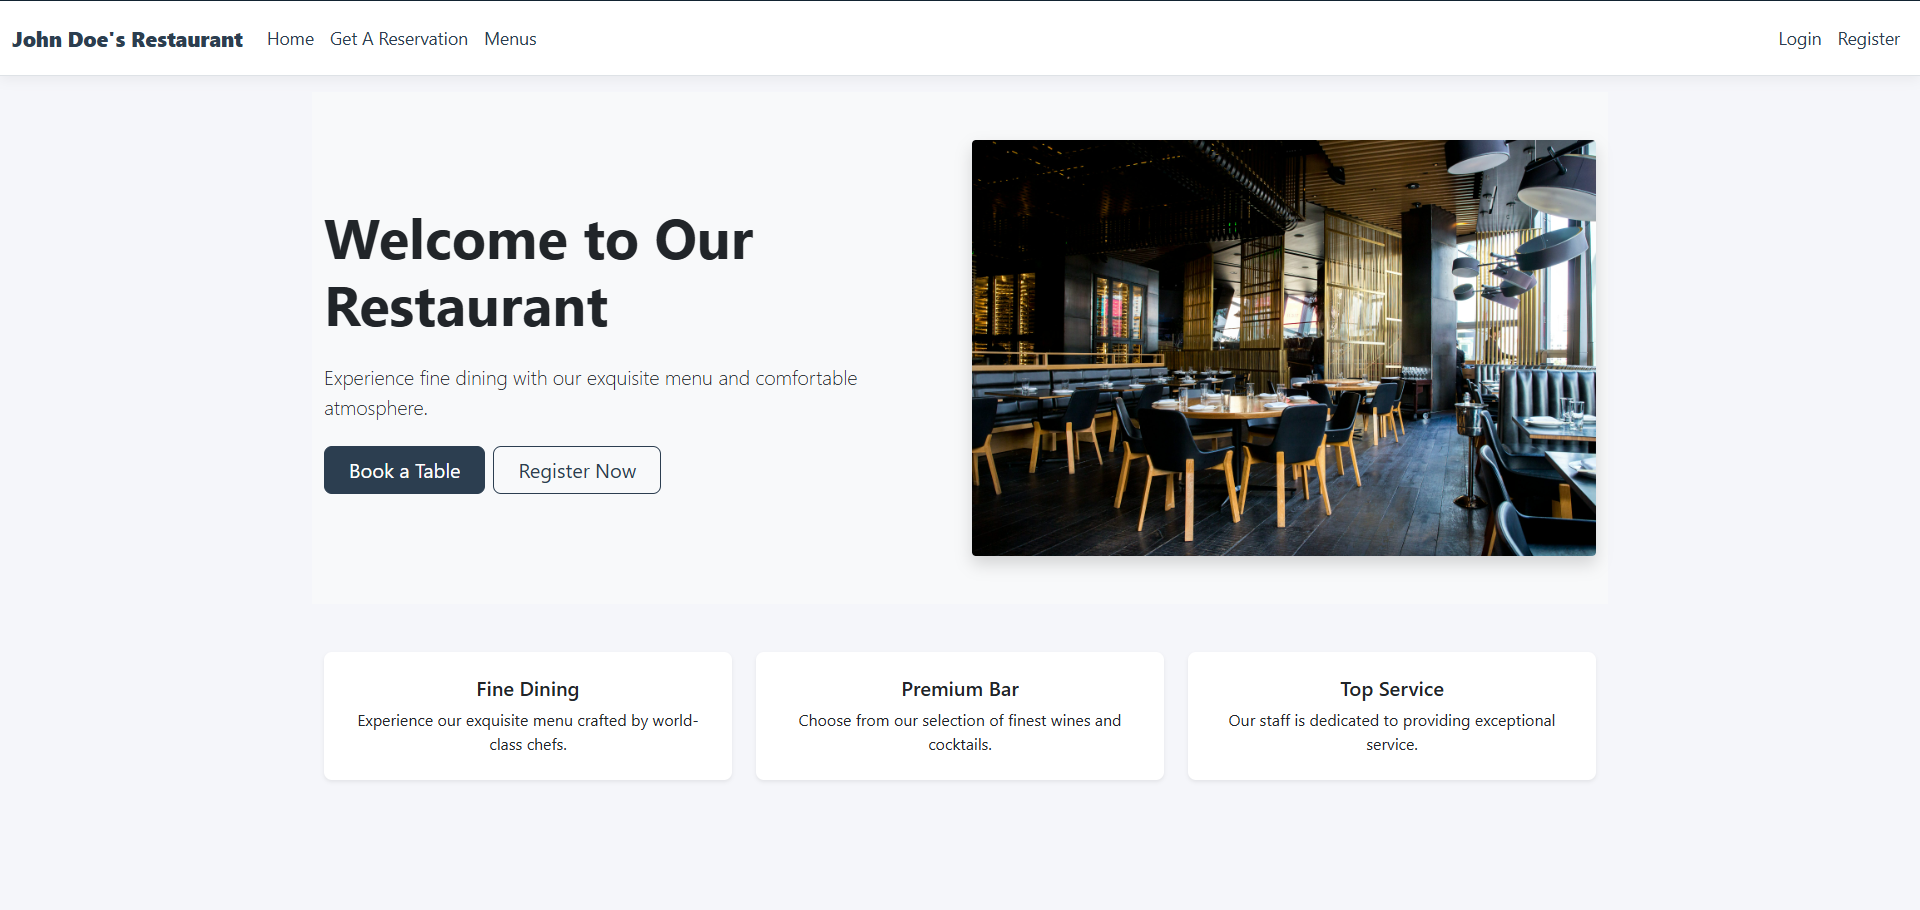 John Doe's Restaurant Home Get A Reservation Menus Login Register
Welcome to Our
Restaurant
Experience fine dining with our exquisite menu and comfortable
atmosphere.
Book a Table Register Now
Fine Dining
Experience our exquisite menu crafted by world-
class chefs.
Premium Bar
Choose from our selection of finest wines and
cocktails.
Top Service
Our staff is dedicated to providing exceptional
service.